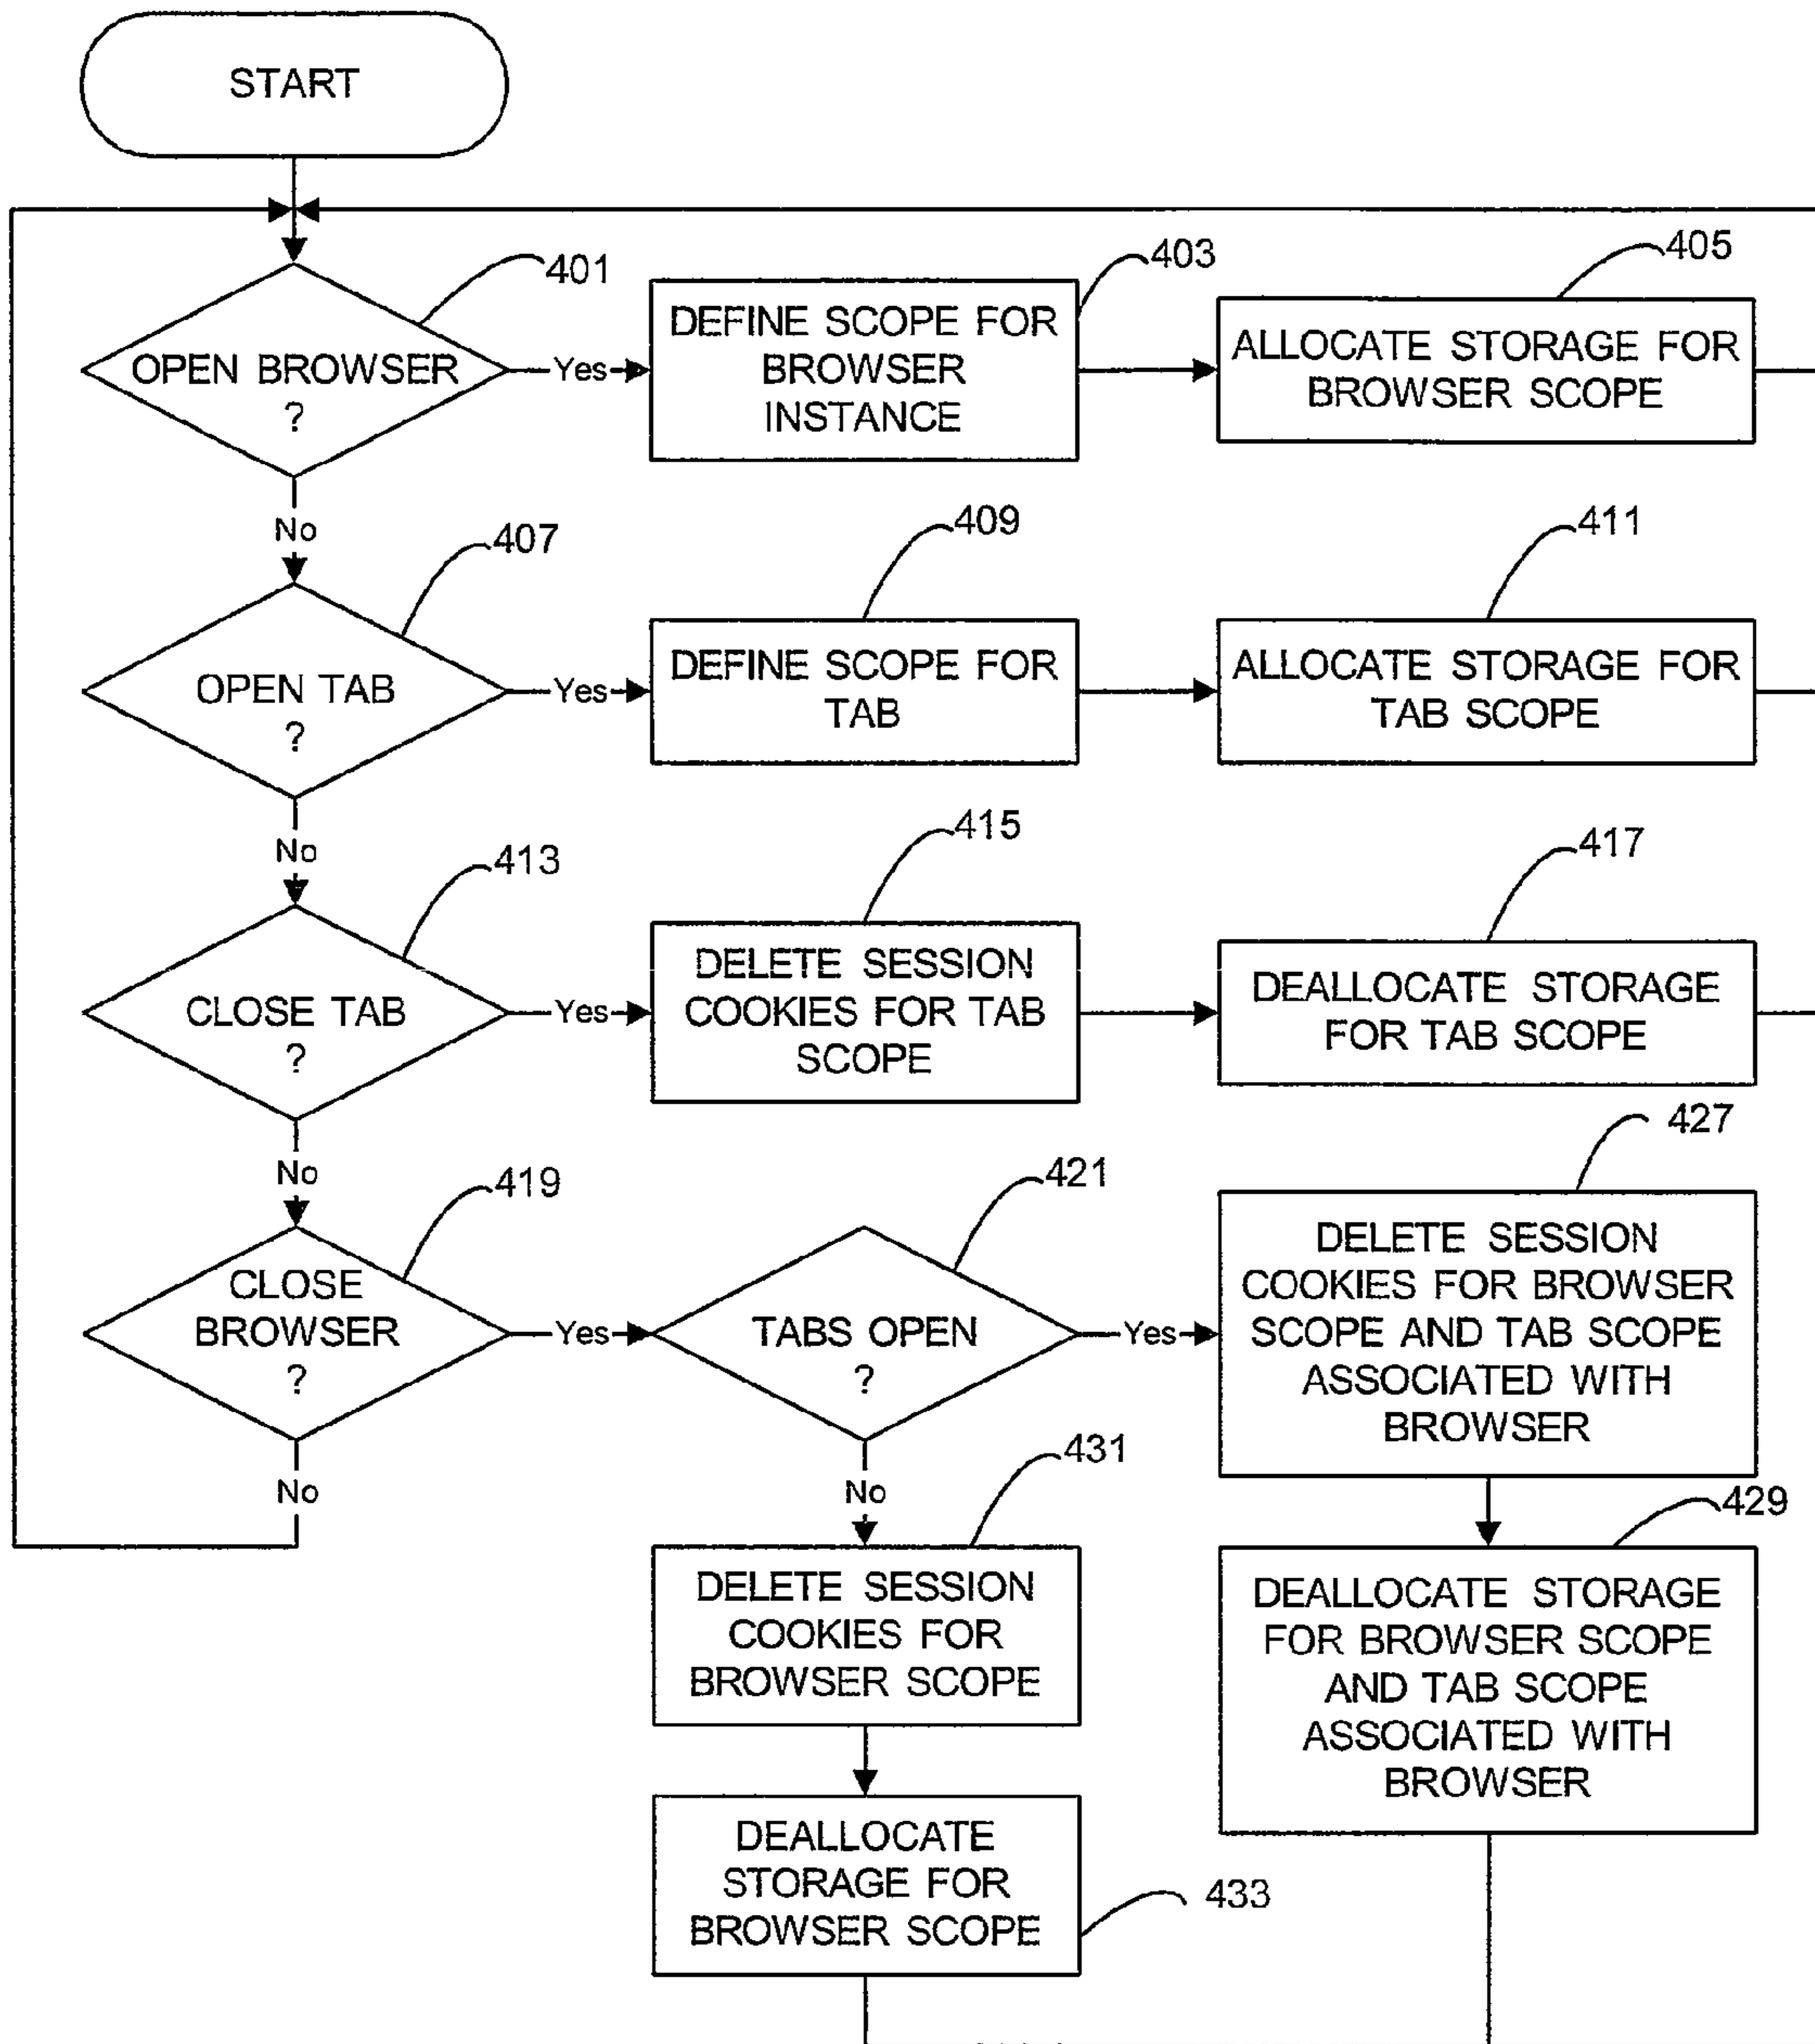 START
401
OPEN BROWSER
?
Yes
403
DEFINE SCOPE FOR
BROWSER
INSTANCE
405
ALLOCATE STORAGE FOR
BROWSER SCOPE
No
407
OPEN TAB
?
Yes
409
DEFINE SCOPE FOR
TAB
411
ALLOCATE STORAGE FOR
TAB SCOPE
No
413
CLOSE TAB
?
Yes
415
DELETE SESSION
COOKIES FOR TAB
SCOPE
417
DEALLOCATE STORAGE
FOR TAB SCOPE
No
419
CLOSE
BROWSER
?
Yes
421
TABS OPEN
?
Yes
427
DELETE SESSION
COOKIES FOR BROWSER
SCOPE AND TAB SCOPE
ASSOCIATED WITH
BROWSER
No
No
431
DELETE SESSION
COOKIES FOR
BROWSER SCOPE
429
DEALLOCATE STORAGE
FOR BROWSER SCOPE
AND TAB SCOPE
ASSOCIATED WITH
BROWSER
DEALLOCATE
STORAGE FOR
BROWSER SCOPE
433